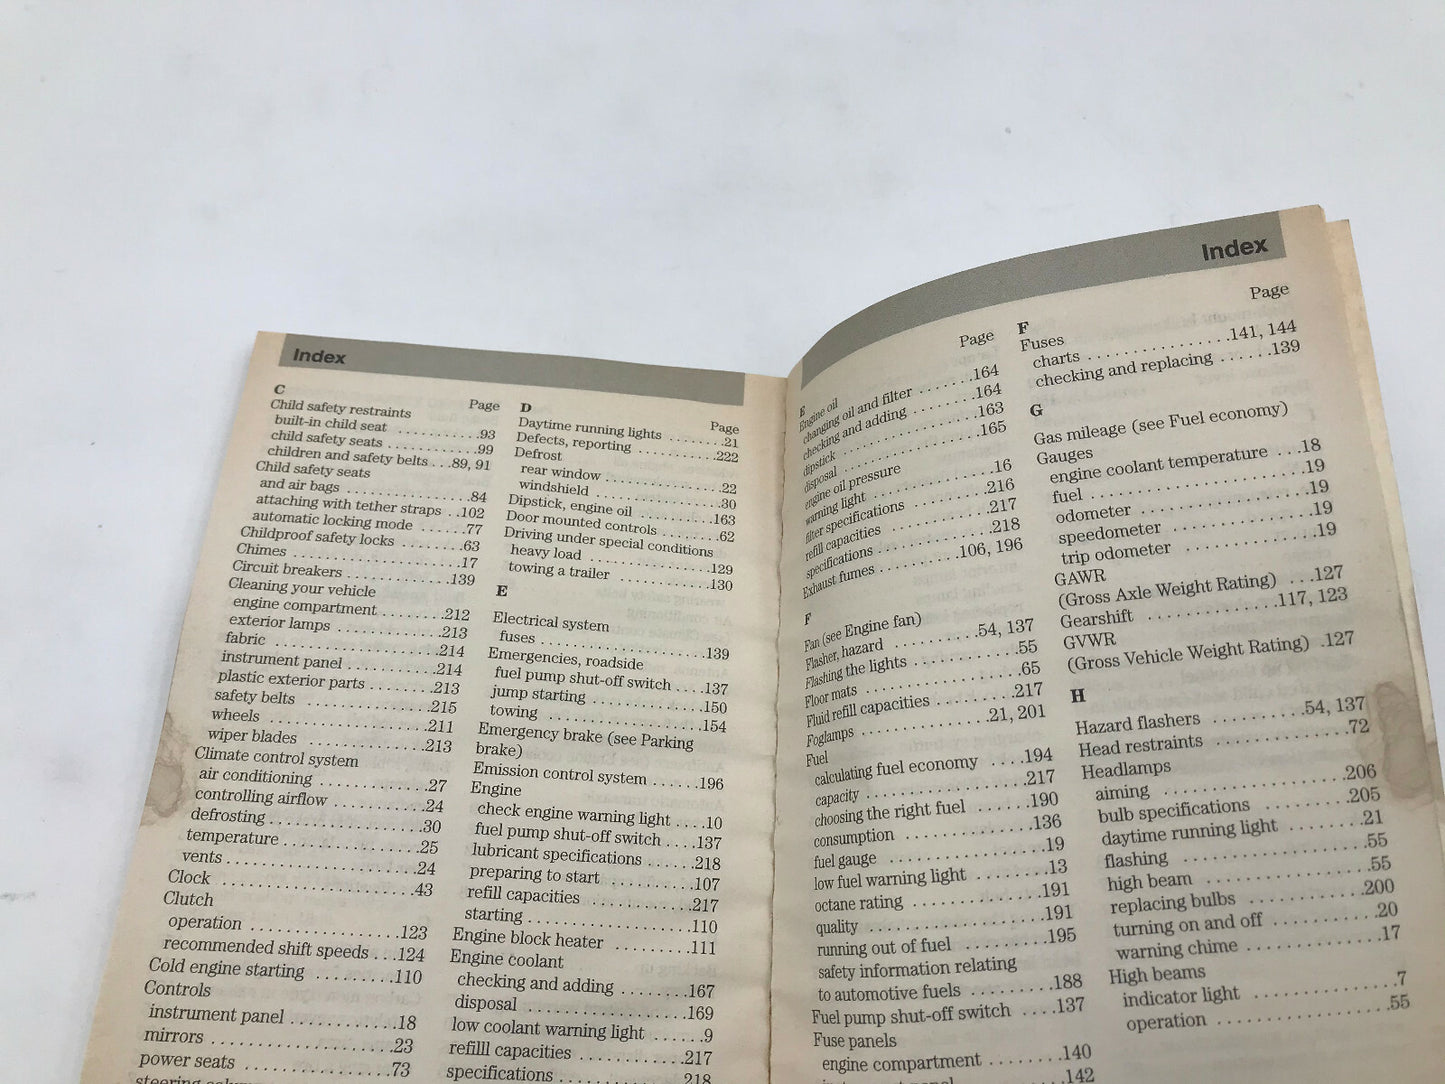 Index
C
Page
Child safety restraints
built-in child seat ...........93
child safety seats ............99
children and safety belts ...89, 91
Child safety seats
and air bags ................84
attaching with tether straps ..102
automatic locking mode ......77
Childproof safety locks ........63
Chimes ......................17
Circuit breakers .............139
Cleaning your vehicle
engine compartment .........212
exterior lamps ..............213
fabric .....................214
instrument panel ............214
plastic exterior parts ........213
safety belts ................215
wheels .....................211
wiper blades ...............213
Climate control system
air conditioning .............27
controlling airflow ...........24
defrosting ..................30
temperature ................25
vents ......................24
Clock .......................43
Clutch
operation ..................123
recommended shift speeds ...124
Cold engine starting ........110
Controls
instrument panel ............18
mirrors ....................23
power seats ................73
D
Page
Daytime running lights ........21
Defects, reporting ...........222
Defrost
rear window ................22
windshield .................30
Dipstick, engine oil ..........163
Door mounted controls ........62
Driving under special conditions
heavy load .................129
towing a trailer .............130
E
Electrical system
fuses ......................139
Emergencies, roadside
fuel pump shut-off switch ....137
jump starting ...............150
towing .....................154
Emergency brake (see Parking
brake)
Emission control system ......196
Engine
check engine warning light ....10
fuel pump shut-off switch ....137
lubricant specifications ......218
preparing to start ..........107
refill capacities ............217
starting ...................110
Engine block heater .........111
Engine coolant
checking and adding ........167
disposal ...................169
low coolant warning light ......9
refilll capacities ............217
specifications ..............218
Index
Page
E
Engine oil
changing oil and filter .......164
checking and adding ........164
dipstick ...................163
disposal ...................165
engine oil pressure
warning light ...............16
filter specifications .........216
refill capacities ............217
specifications ..............218
Exhaust fumes ..........106, 196
F
Fan (see Engine fan)
Flasher, hazard .........54, 137
Flashing the lights ...........55
Floor mats ..................65
Fluid refill capacities ........217
Foglamps ...............21, 201
Fuel
calculating fuel economy ....194
capacity ...................217
choosing the right fuel ......190
consumption ...............136
fuel gauge ..................19
low fuel warning light ........13
octane rating ...............191
quality ....................191
running out of fuel .........195
safety information relating
to automotive fuels .........188
Fuel pump shut-off switch ....137
Fuse panels
engine compartment ........140
instrument panel ...........142
Page
F
Fuses
charts ................141, 144
checking and replacing ......139
G
Gas mileage (see Fuel economy)
Gauges
engine coolant temperature ...18
fuel .......................19
odometer ...................19
speedometer ................19
trip odometer ...............19
GAWR
(Gross Axle Weight Rating) ...127
Gearshift ..............117, 123
GVWR
(Gross Vehicle Weight Rating) .127
H
Hazard flashers ..........54, 137
Head restraints ..............72
Headlamps
aiming ....................206
bulb specifications ..........205
daytime running light ........21
flashing ....................55
high beam ..................55
replacing bulbs .............200
turning on and off ...........20
warning chime ...............17
High beams
indicator light ...............7
operation ...................55